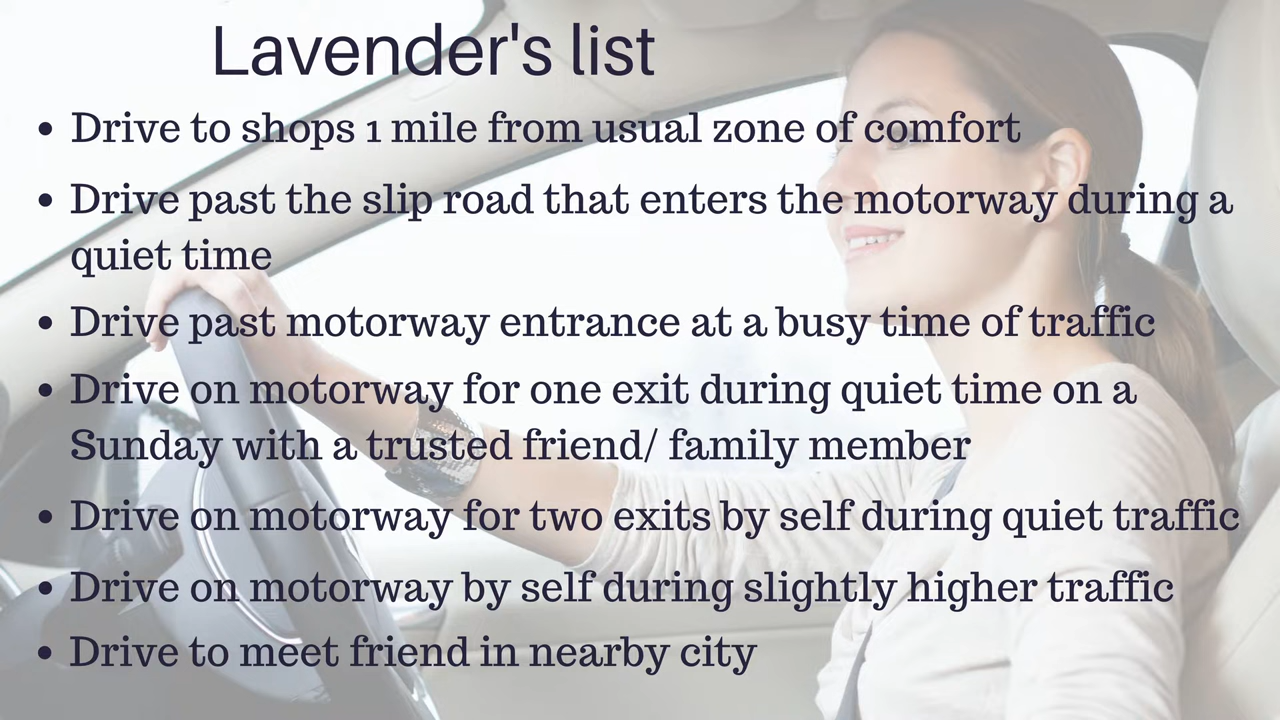 Lavender's list
• Drive to shops 1 mile from usual zone of comfort
• Drive past the slip road that enters the motorway during a
quiet time
• Drive past motorway entrance at a busy time of traffic
• Drive on motorway for one exit during quiet time on a
Sunday with a trusted friend/ family member
• Drive on motorway for two exits by self during quiet traffic
• Drive on motorway by self during slightly higher traffic
• Drive to meet friend in nearby city